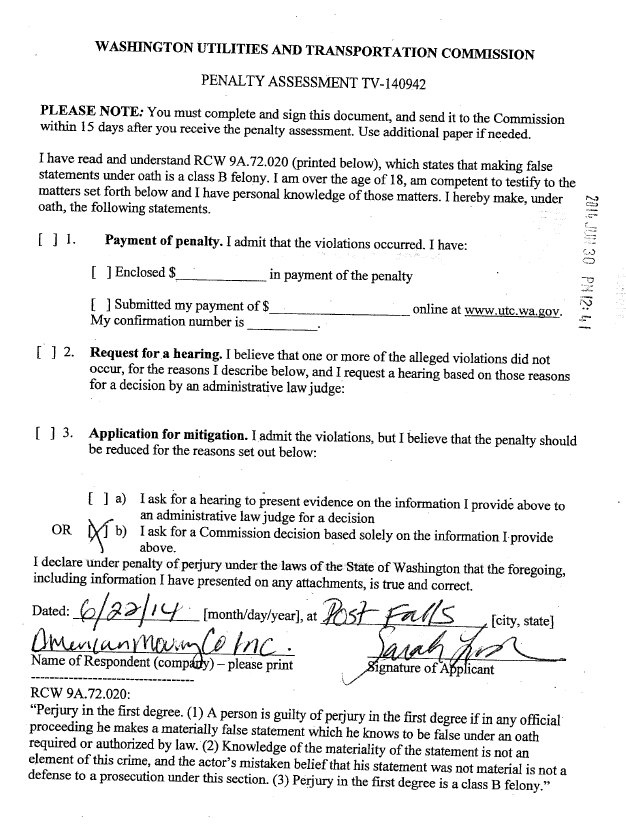 WASHINGTON UTILITIES AND TRANSPORTATION COMMISSION
PENALTY ASSESSMENT TV-140942
PLEASE NOTE: You must complete and sign this document, and send it to the Commission
within 15 days after you receive the penalty assessment. Use additional paper if needed.
I have read and understand RCW 9A.72.020 (printed below), which states that making false
statements under oath is a class B felony. I am over the age of 18, am competent to testify to the
matters set forth below and I have personal knowledge of those matters. I hereby make, under
oath, the following statements.
2014 JUN 30 PM 12:41
[ ] 1. Payment of penalty. I admit that the violations occurred. I have:
[ ] Enclosed $____________ in payment of the penalty
[ ] Submitted my payment of $___________________ online at www.utc.wa.gov.
My confirmation number is _________.
[ ] 2. Request for a hearing. I believe that one or more of the alleged violations did not
occur, for the reasons I describe below, and I request a hearing based on those reasons
for a decision by an administrative law judge:
[ ] 3. Application for mitigation. I admit the violations, but I believe that the penalty should
be reduced for the reasons set out below:
[ ] a) I ask for a hearing to present evidence on the information I provide above to
an administrative law judge for a decision
OR [X] b) I ask for a Commission decision based solely on the information I provide
above.
I declare under penalty of perjury under the laws of the State of Washington that the foregoing,
including information I have presented on any attachments, is true and correct.
Dated: 6/22/14 [month/day/year], at Post Falls, [city, state]
American Moving Co Inc. Sarah
Name of Respondent (company) – please print Signature of Applicant
---------------------------------
RCW 9A.72.020:
“Perjury in the first degree. (1) A person is guilty of perjury in the first degree if in any official
proceeding he makes a materially false statement which he knows to be false under an oath
required or authorized by law. (2) Knowledge of the materiality of the statement is not an
element of this crime, and the actor's mistaken belief that his statement was not material is not a
defense to a prosecution under this section. (3) Perjury in the first degree is a class B felony.”